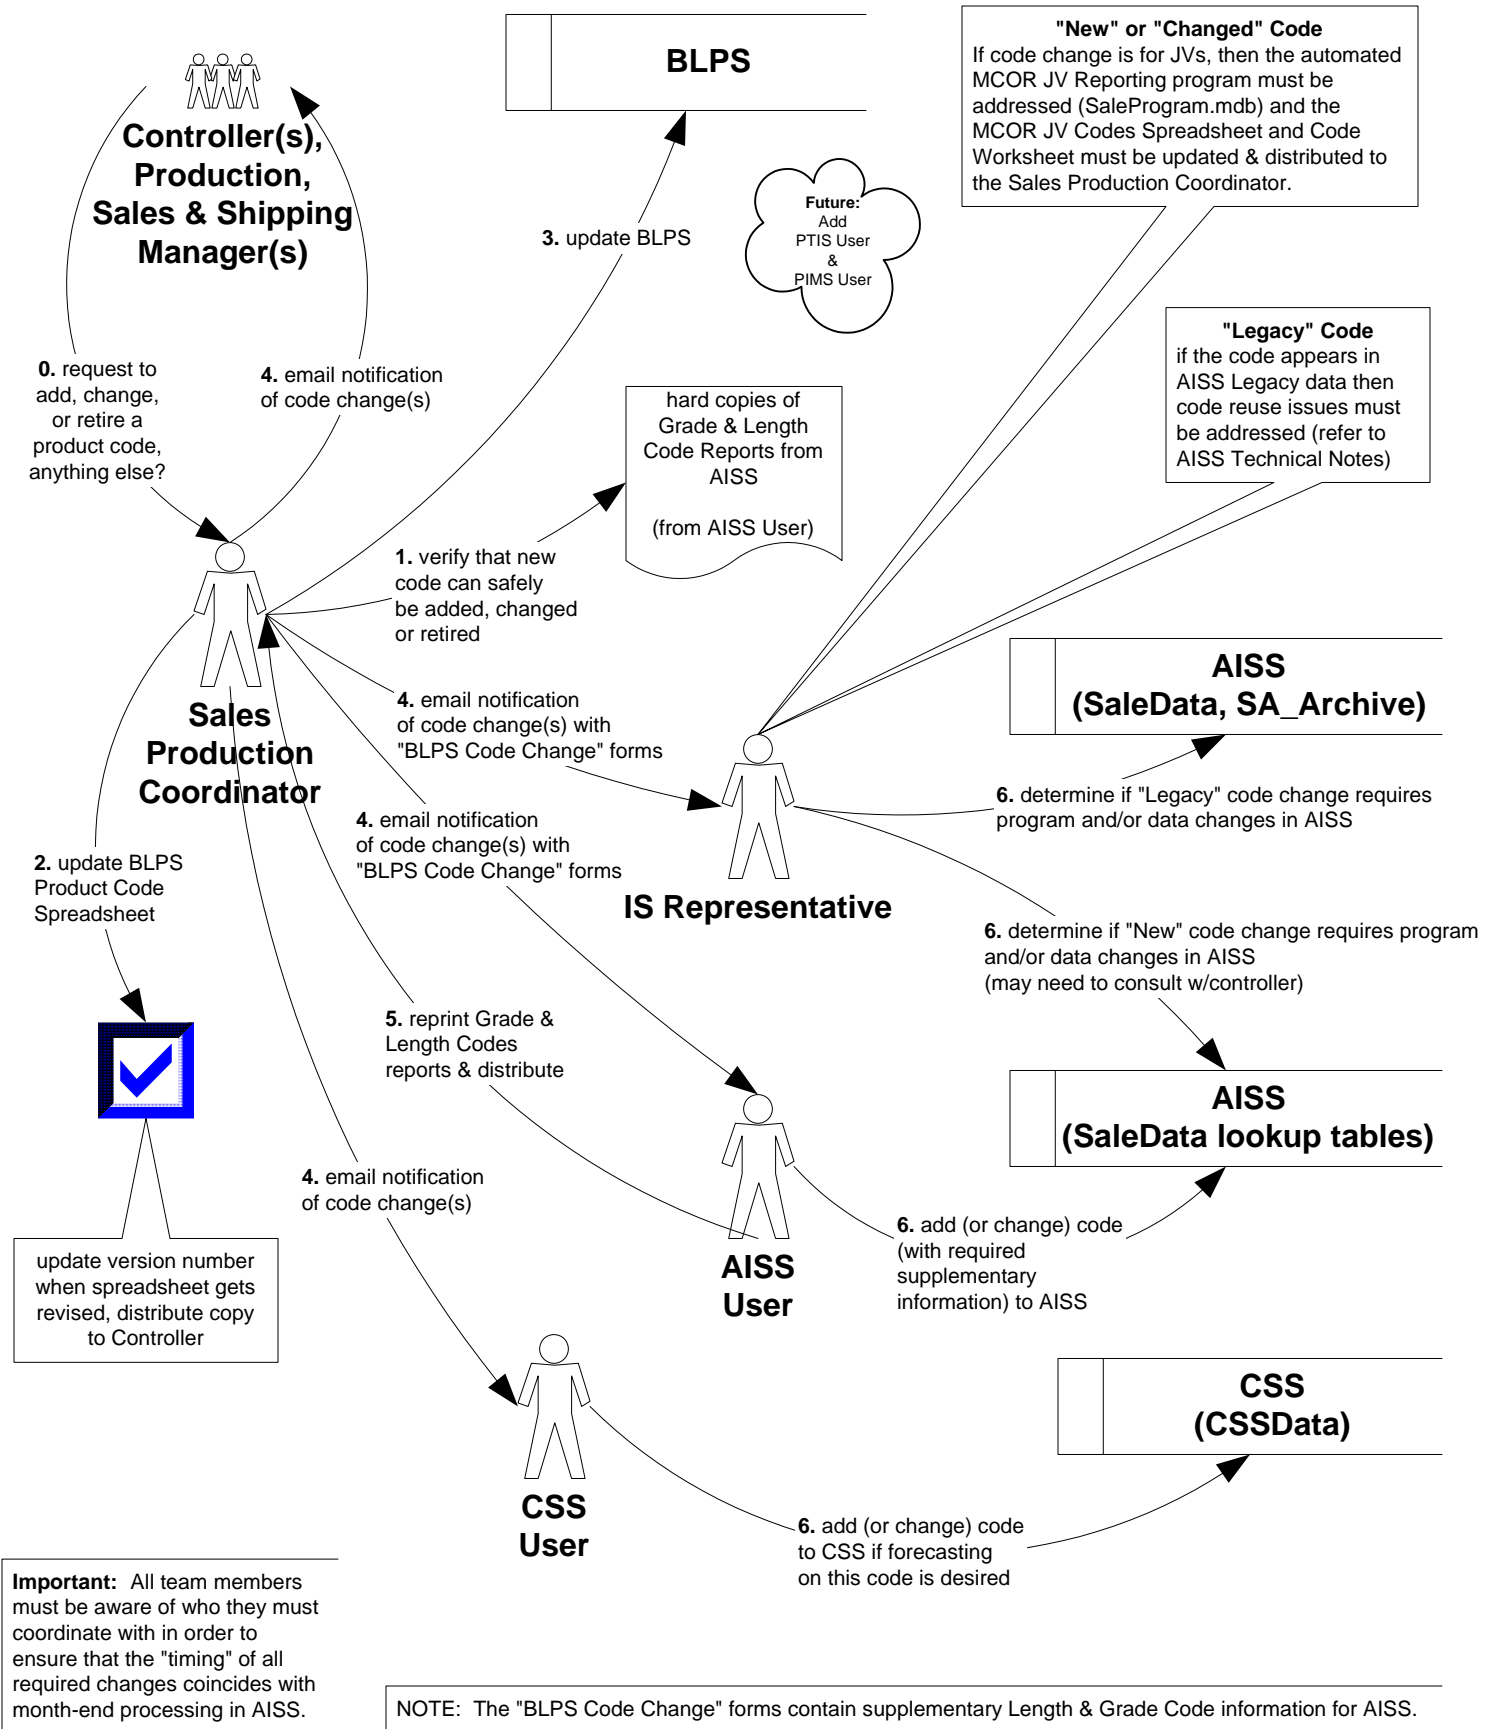 Controller(s),
Production,
Sales & Shipping
Manager(s)
BLPS
"New" or "Changed" Code
If code change is for JVs, then the automated
MCOR JV Reporting program must be
addressed (SaleProgram.mdb) and the
MCOR JV Codes Spreadsheet and Code
Worksheet must be updated & distributed to
the Sales Production Coordinator.
Future:
Add
PTIS User
&
PIMS User
3. update BLPS
"Legacy" Code
if the code appears in
AISS Legacy data then
code reuse issues must
be addressed (refer to
AISS Technical Notes)
0. request to
add, change,
or retire a
product code,
anything else?
4. email notification
of code change(s)
hard copies of
Grade & Length
Code Reports from
AISS
(from AISS User)
1. verify that new
code can safely
be added, changed
or retired
Sales
Production
Coordinator
4. email notification
of code change(s) with
"BLPS Code Change" forms
AISS
(SaleData, SA_Archive)
6. determine if "Legacy" code change requires
program and/or data changes in AISS
4. email notification
of code change(s) with
"BLPS Code Change" forms
IS Representative
2. update BLPS
Product Code
Spreadsheet
6. determine if "New" code change requires program
and/or data changes in AISS
(may need to consult w/controller)
5. reprint Grade &
Length Codes
reports & distribute
AISS
(SaleData lookup tables)
4. email notification
of code change(s)
6. add (or change) code
(with required
supplementary
information) to AISS
AISS
User
update version number
when spreadsheet gets
revised, distribute copy
to Controller
CSS
(CSSData)
CSS
User
6. add (or change) code
to CSS if forecasting
on this code is desired
Important: All team members
must be aware of who they must
coordinate with in order to
ensure that the "timing" of all
required changes coincides with
month-end processing in AISS.
NOTE: The "BLPS Code Change" forms contain supplementary Length & Grade Code information for AISS.